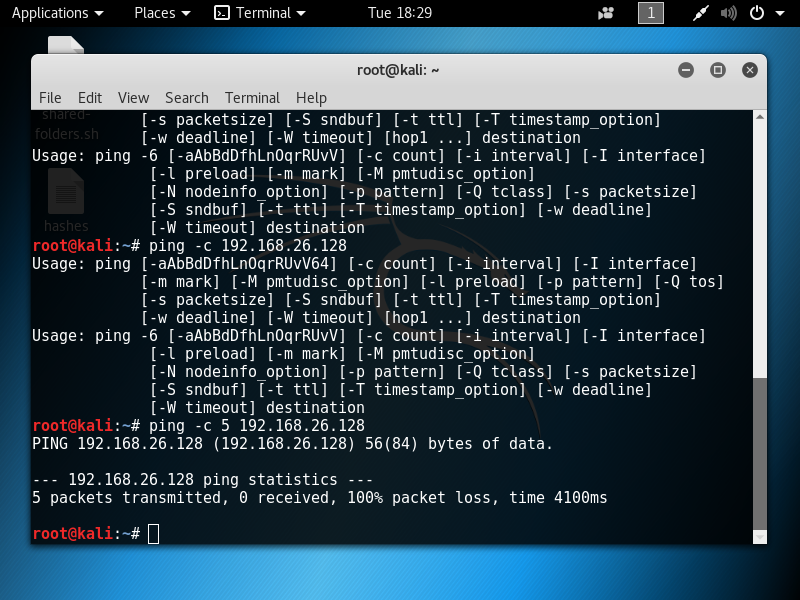 Applications Places Terminal Tue 18:29 1
root@kali: ~
File Edit View Search Terminal Help
shared-
folders.sh
hashes
[-s packetsize] [-S sndbuf] [-t ttl] [-T timestamp_option]
[-w deadline] [-W timeout] [hop1 ...] destination
Usage: ping -6 [-aAbBdDfhLnOqrRUvV] [-c count] [-i interval] [-I interface]
[-l preload] [-m mark] [-M pmtudisc_option]
[-N nodeinfo_option] [-p pattern] [-Q tclass] [-s packetsize]
[-S sndbuf] [-t ttl] [-T timestamp_option] [-w deadline]
[-W timeout] destination
root@kali:~# ping -c 192.168.26.128
Usage: ping [-aAbBdDfhLnOqrRUvV64] [-c count] [-i interval] [-I interface]
[-m mark] [-M pmtudisc_option] [-l preload] [-p pattern] [-Q tos]
[-s packetsize] [-S sndbuf] [-t ttl] [-T timestamp_option]
[-w deadline] [-W timeout] [hop1 ...] destination
Usage: ping -6 [-aAbBdDfhLnOqrRUvV] [-c count] [-i interval] [-I interface]
[-l preload] [-m mark] [-M pmtudisc_option]
[-N nodeinfo_option] [-p pattern] [-Q tclass] [-s packetsize]
[-S sndbuf] [-t ttl] [-T timestamp_option] [-w deadline]
[-W timeout] destination
root@kali:~# ping -c 5 192.168.26.128
PING 192.168.26.128 (192.168.26.128) 56(84) bytes of data.
--- 192.168.26.128 ping statistics ---
5 packets transmitted, 0 received, 100% packet loss, time 4100ms
root@kali:~#